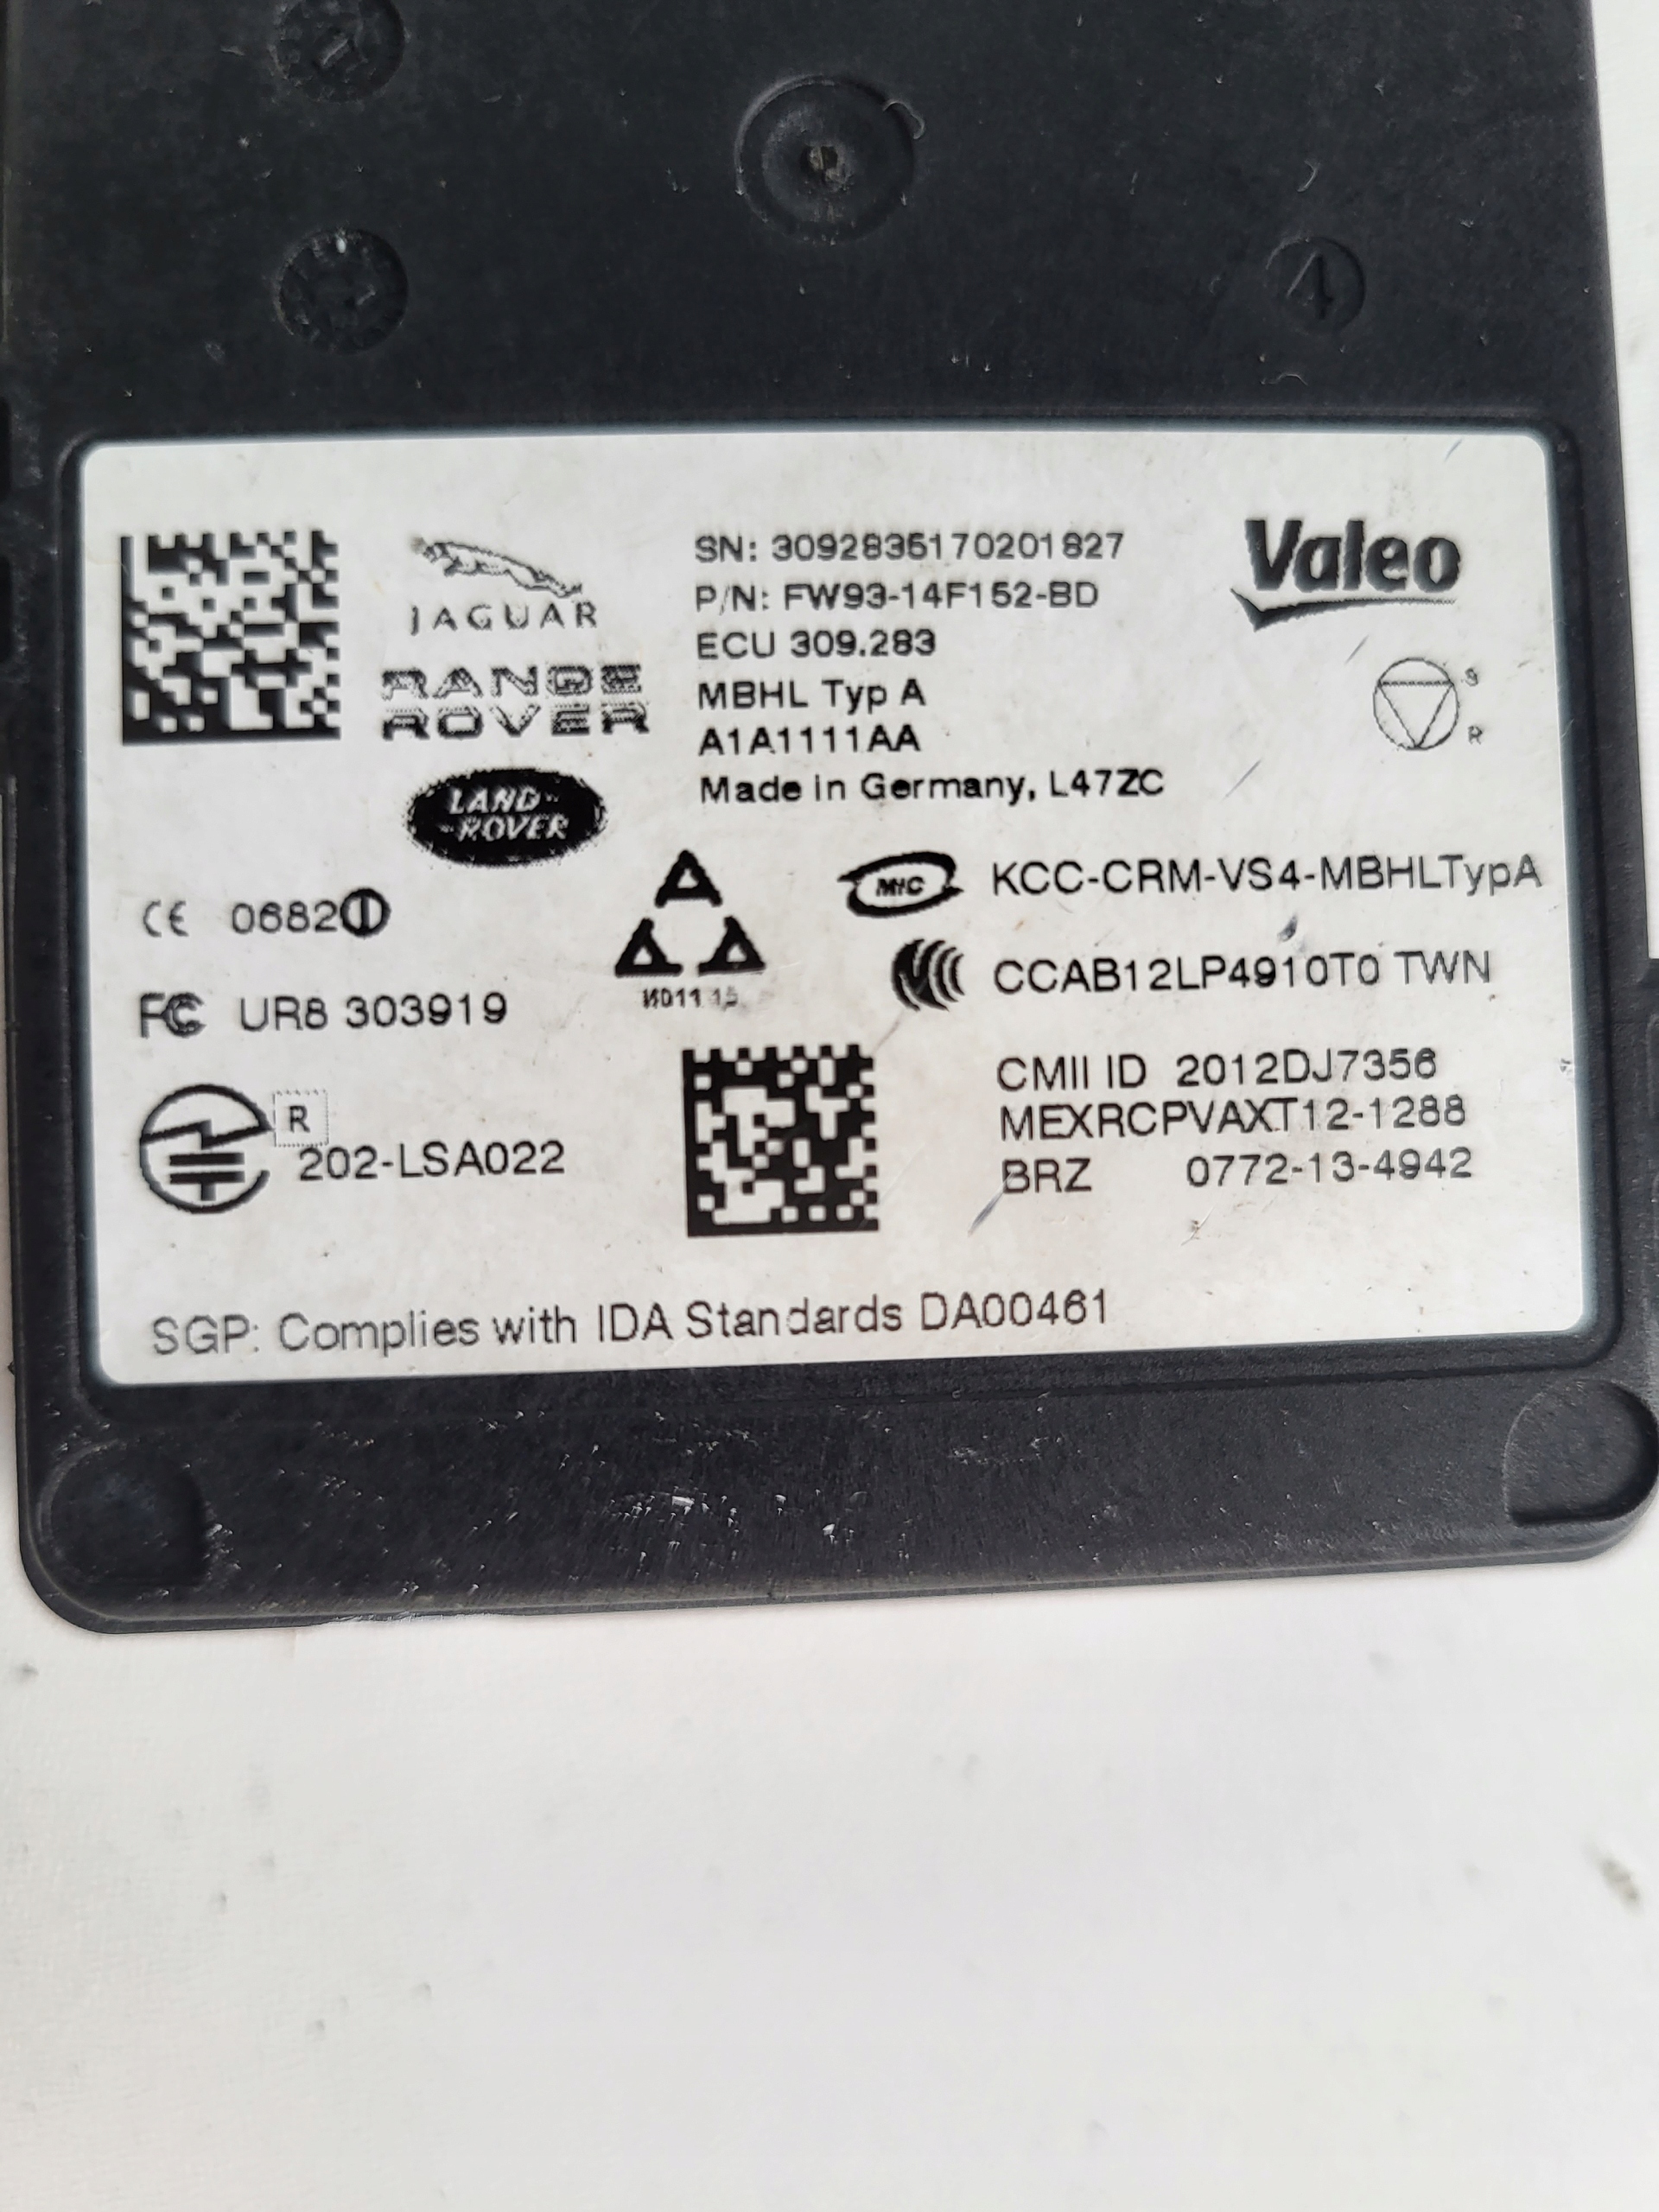 4
JAGUAR
RANGE
ROVER
LAND-
-ROVER
SN: 3092835170201827
P/N: FW93-14F152-BD
ECU 309.283
MBHL Typ A
A1A1111AA
Made in Germany, L47ZC
Valeo
S
R
CE 0682
MIC KCC-CRM-VS4-MBHLTypA
CCAB12LP4910T0 TWN
FC UR8 303919
R
202-LSA022
CMII ID 2012DJ7356
MEXRCPVAXT12-1288
BRZ 0772-13-4942
SGP: Complies with IDA Standards DA00461